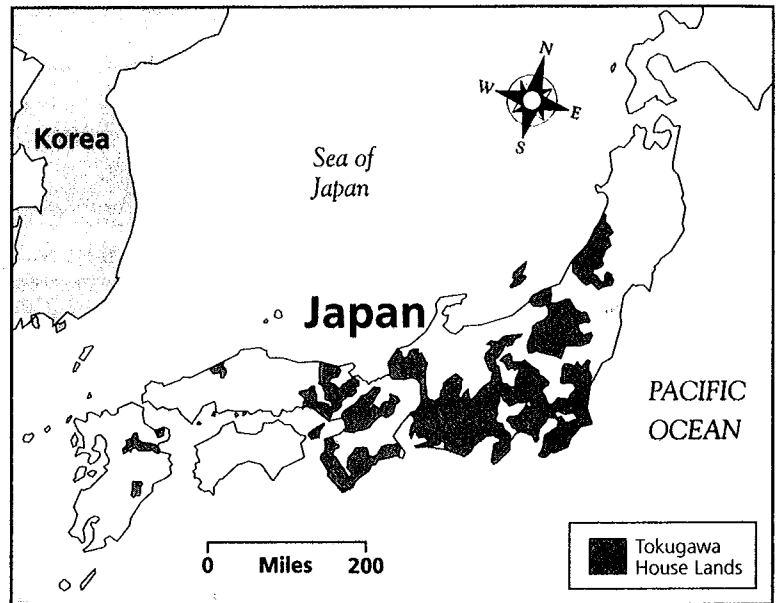 N
W
E
S
Korea
Sea of
Japan
Japan
PACIFIC
OCEAN
0 Miles 200
Tokugawa
House Lands